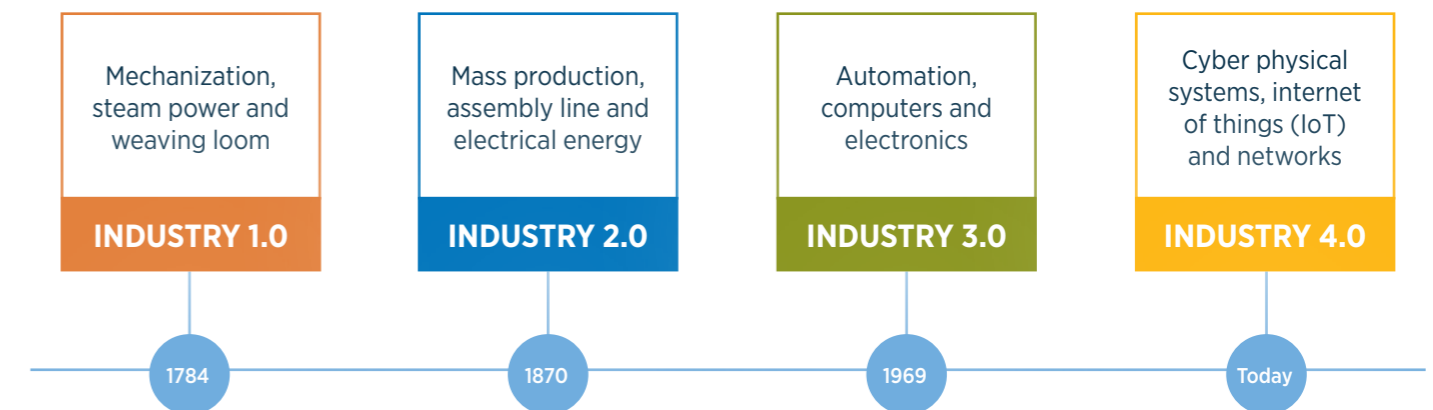 Mechanization,
steam power and
weaving loom
INDUSTRY 1.0
1784
Mass production,
assembly line and
electrical energy
INDUSTRY 2.0
1870
Automation,
computers and
electronics
INDUSTRY 3.0
1969
Cyber physical
systems, internet
of things (IoT)
and networks
INDUSTRY 4.0
Today